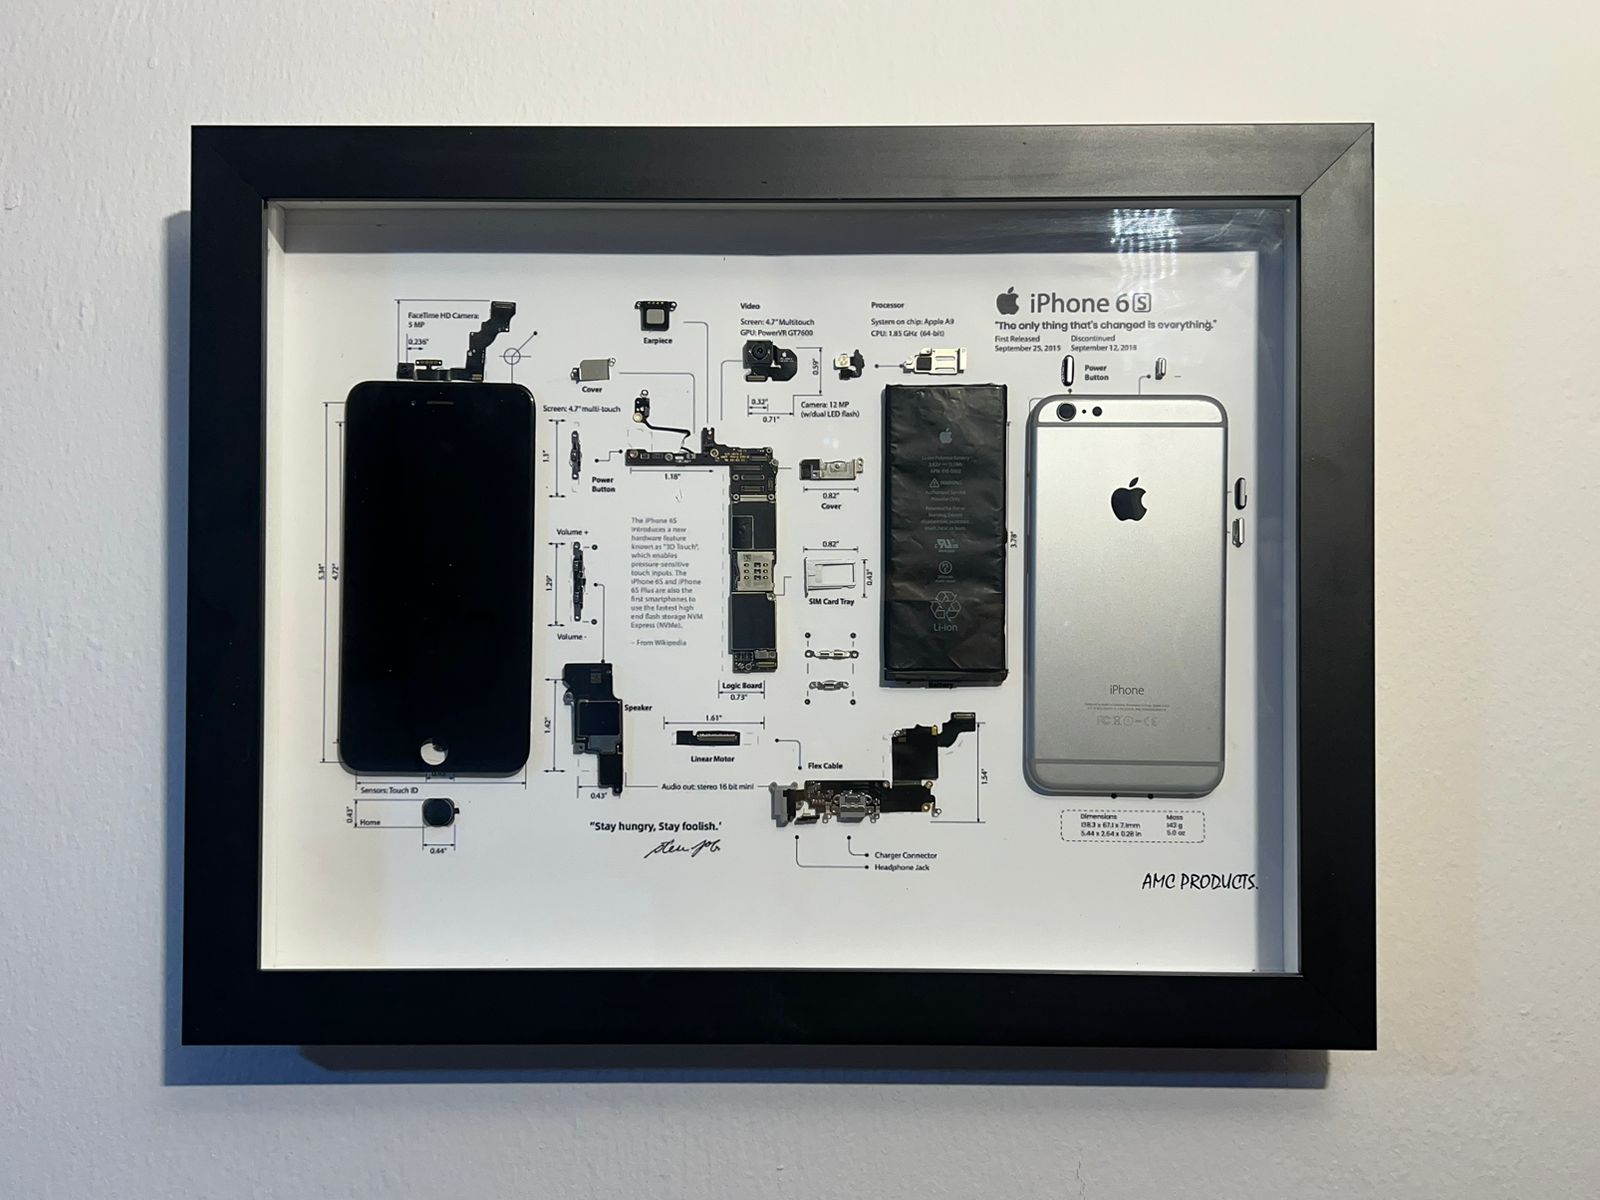 iPhone 6S
"The only thing that's changed is everything."
First Released
September 25, 2015
Discontinued
September 12, 2018
FaceTime HD Camera:
5 MP
0.236"
Earpiece
Video
Screen: 4.7" Multitouch
GPU: PowerVR GT7600
Processor
System on chip: Apple A9
CPU: 1.85 GHz (64-bit)
Cover
0.59"
0.32"
0.71"
Camera: 12 MP
(w/dual LED flash)
Power
Button
Screen: 4.7" multi-touch
1.3"
Power
Button
1.18"
0.82"
Cover
5.34"
4.72"
The iPhone 6S
introduces a new
hardware feature
known as "3D Touch",
which enables
pressure-sensitive
touch inputs. The
iPhone 6S and iPhone
6S Plus are also the
first smartphones to
use the fastest high
end flash storage NVM
Express (NVMe).
– From Wikipedia
Volume +
1.29"
Volume -
0.82"
0.43"
SIM Card Tray
3.78"
Li-ion Polymer Battery
WARNING
Authorized Service
Provider Only
Li-ion
Battery
iPhone
Logic Board
0.73"
Speaker
1.42"
0.43"
1.61"
Linear Motor
Flex Cable
1.54"
Audio out: stereo 16 bit mini
Sensors: Touch ID
0.43"
Home
0.44"
"Stay hungry, Stay foolish.'
Charger Connector
Headphone Jack
Dimensions
138.3 x 67.1 x 7.1mm
5.44 x 2.64 x 0.28 in
Mass
143 g
5.0 oz
AMC PRODUCTS.